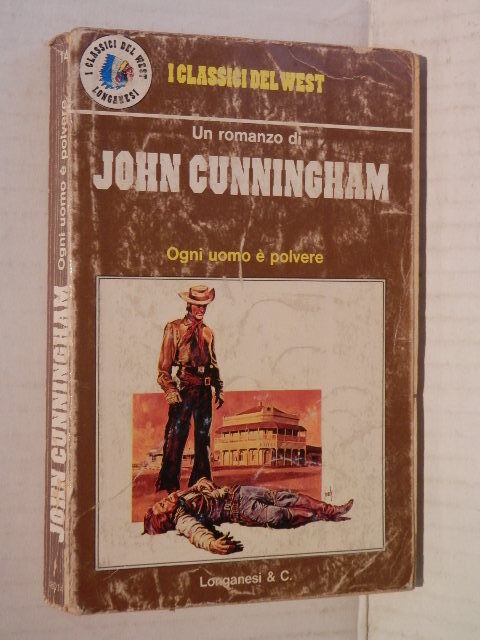 I CLASSICI DEL WEST
LONGANESI
I CLASSICI DEL WEST
Un romanzo di
JOHN CUNNINGHAM
Ogni uomo è polvere
Longanesi & C.
14
Ogni uomo è polvere
JOHN CUNNINGHAM